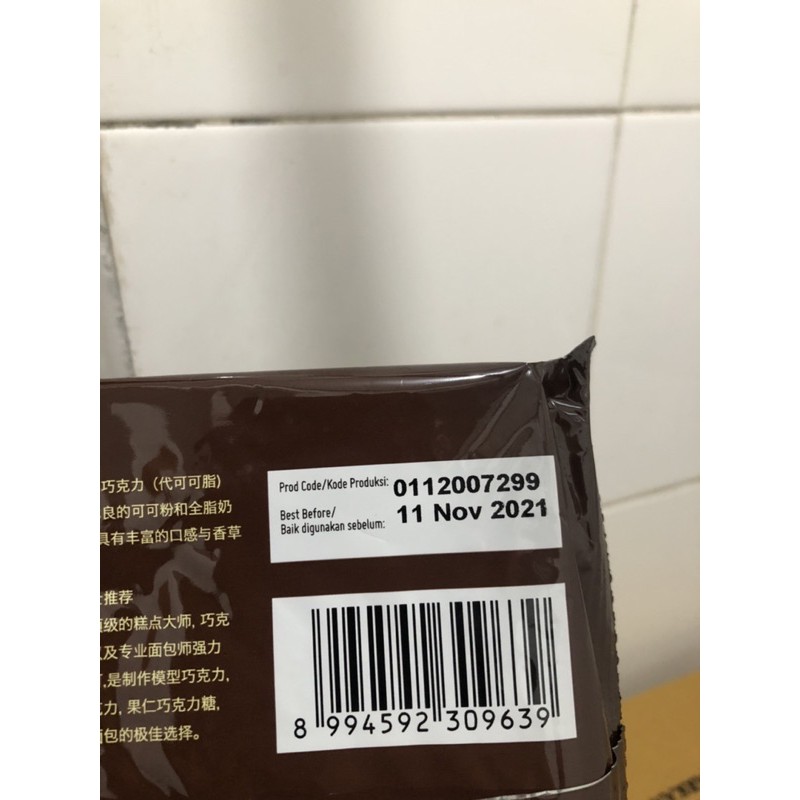 巧克力（代可可脂)
良的可可粉和全脂奶
具有丰富的口感与香草
推荐
级的糕点大师, 巧克
及专业面包师强力
,是制作模型巧克力,
力, 果仁巧克力糖,
面包的极佳选择。
Prod Code/Kode Produksi: 0112007299
Best Before/
Baik digunakan sebelum: 11 Nov 2021
8 994592 309639